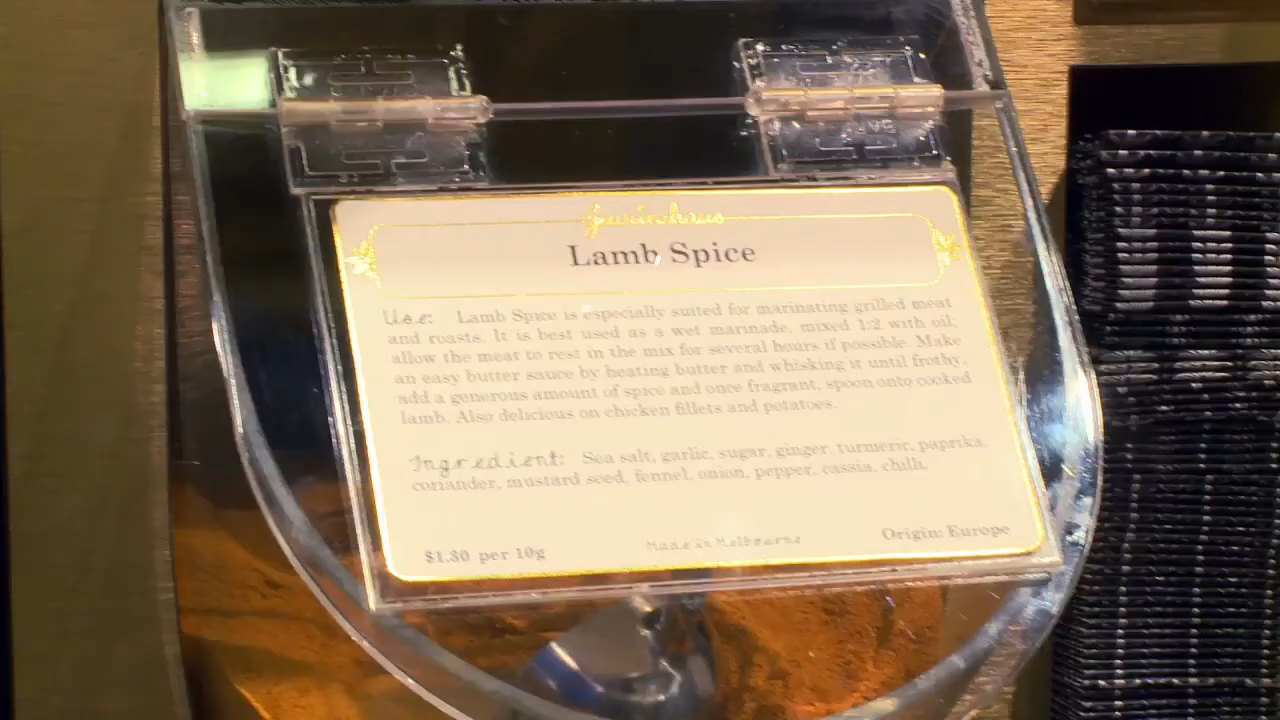 Lamb Spice
Use: Lamb Spice is especially suited for marinating grilled meat
and roasts. It is best used as a wet marinade, mixed 1:2 with oil;
allow the meat to rest in the mix for several hours if possible. Make
an easy butter sauce by heating butter and whisking it until frothy,
add a generous amount of spice and once fragrant, spoon onto cooked
lamb. Also delicious on chicken fillets and potatoes.
Ingredient: Sea salt, garlic, sugar, ginger, turmeric, paprika,
coriander, mustard seed, fennel, onion, pepper, cassia, chilli.
$1.80 per 10g
Made in Melbourne
Origin: Europe